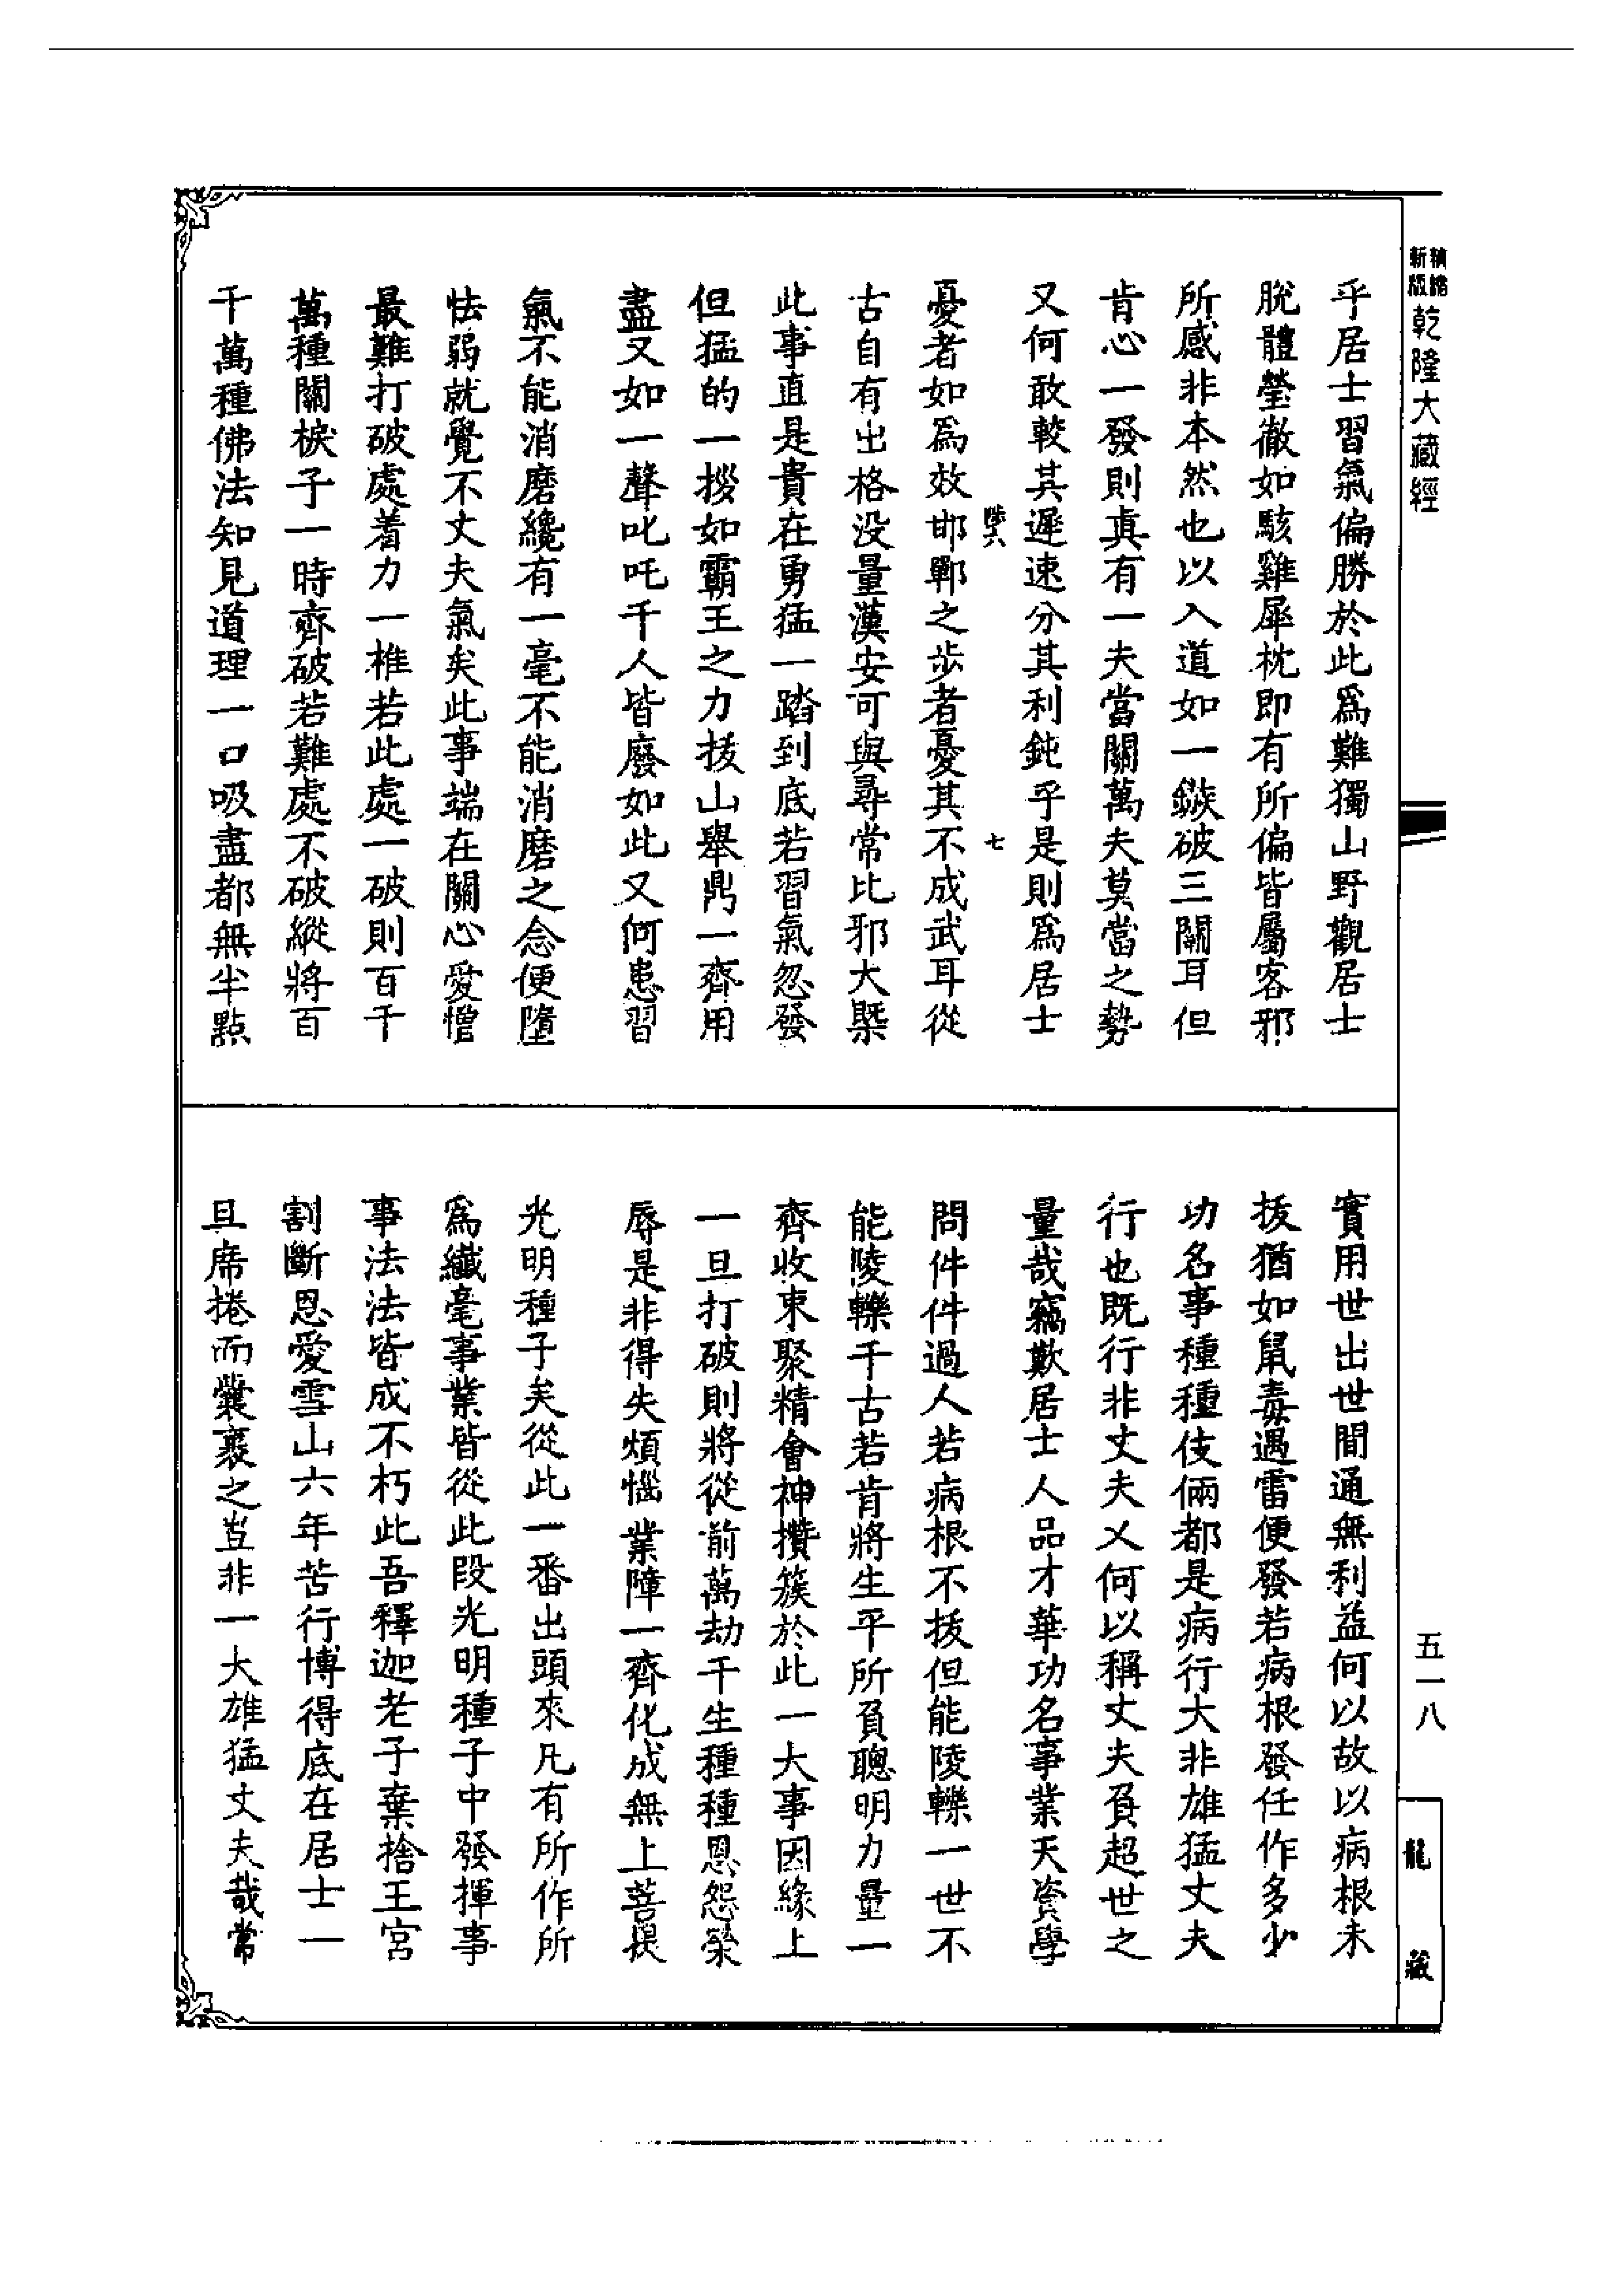 新版精縮乾隆大藏經
乎居士習氣偏勝於此爲難獨山野觀居士
脫體瑩徹如駭雞犀枕即有所偏皆屬客邪
所感非本然也以入道如一鏃破三關耳但
肯心一發則真有一夫當關萬夫莫當之勢
又何敢較其遲速分其利鈍乎是則爲居士
陟六 七
憂者如爲效邯鄲之步者憂其不成武耳從
古自有出格没量漢安可與尋常比邪大槩
此事直是貴在勇猛一踏到底若習氣忽發
但猛的一拶如霸王之力拔山舉鼎一齊用
盡又如一聲叱吒千人皆廢如此又何患習
氣不能消磨纔有一毫不能消磨之念便墮
怯弱就覺不丈夫氣矣此事端在關心愛憎
最難打破處着力一椎若此處一破則百千
萬種關棙子一時齊破若難處不破縱將百
千萬種佛法知見道理一口吸盡都無半點
實用世出世間通無利益何以故以病根未
拔猶如鼠毒遇雷便發若病根發任作多少
功名事種種伎倆都是病行大非雄猛丈夫
行也既行非丈夫又何以稱丈夫負超世之
量哉竊歎居士人品才華功名事業天資學
問件件過人若病根不拔但能陵轢一世不
能陵轢千古若肯將生平所負聰明力量一
齊收束聚精會神攢簇於此一大事因緣上
一旦打破則將從前萬劫千生種種恩怨榮
辱是非得失煩惱業障一齊化成無上菩提
光明種子矣從此一番出頭來凡有所作所
爲纖毫事業皆從此段光明種子中發揮事
事法法皆成不朽此吾釋迦老子棄捨王宮
割斷恩愛雪山六年苦行博得底在居士一
旦席捲而囊裹之豈非一大雄猛丈夫哉常
五一八
龍藏